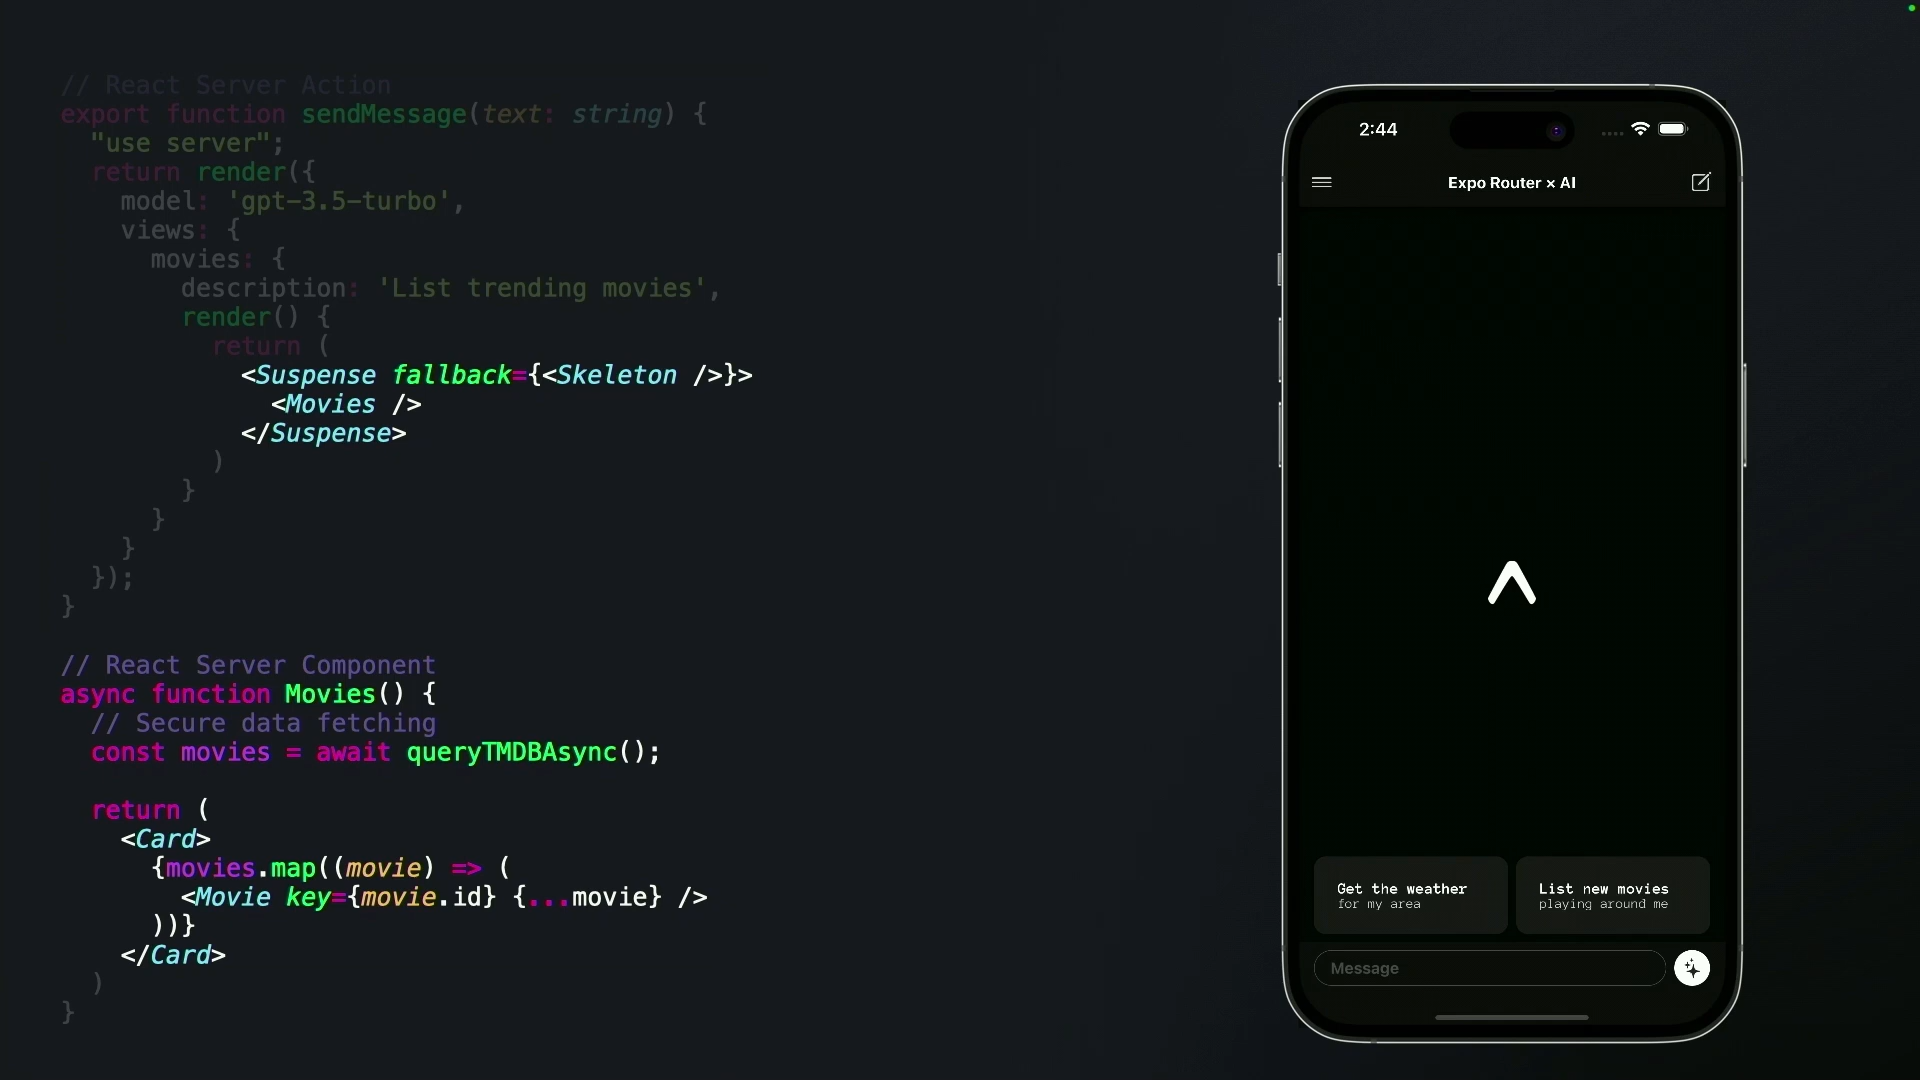 // React Server Action
export function sendMessage(text: string) {
  "use server";
  return render({
    model: 'gpt-3.5-turbo',
    views: {
      movies: {
        description: 'List trending movies',
        render() {
          return (
            <Suspense fallback={<Skeleton />}>
              <Movies />
            </Suspense>
          )
        }
      }
    }
  });
}

// React Server Component
async function Movies() {
  // Secure data fetching
  const movies = await queryTMDBAsync();

  return (
    <Card>
      {movies.map((movie) => (
        <Movie key={movie.id} {...movie} />
      ))}
    </Card>
  )
}
2:44
Expo Router × AI
Get the weather
for my area
List new movies
playing around me
Message